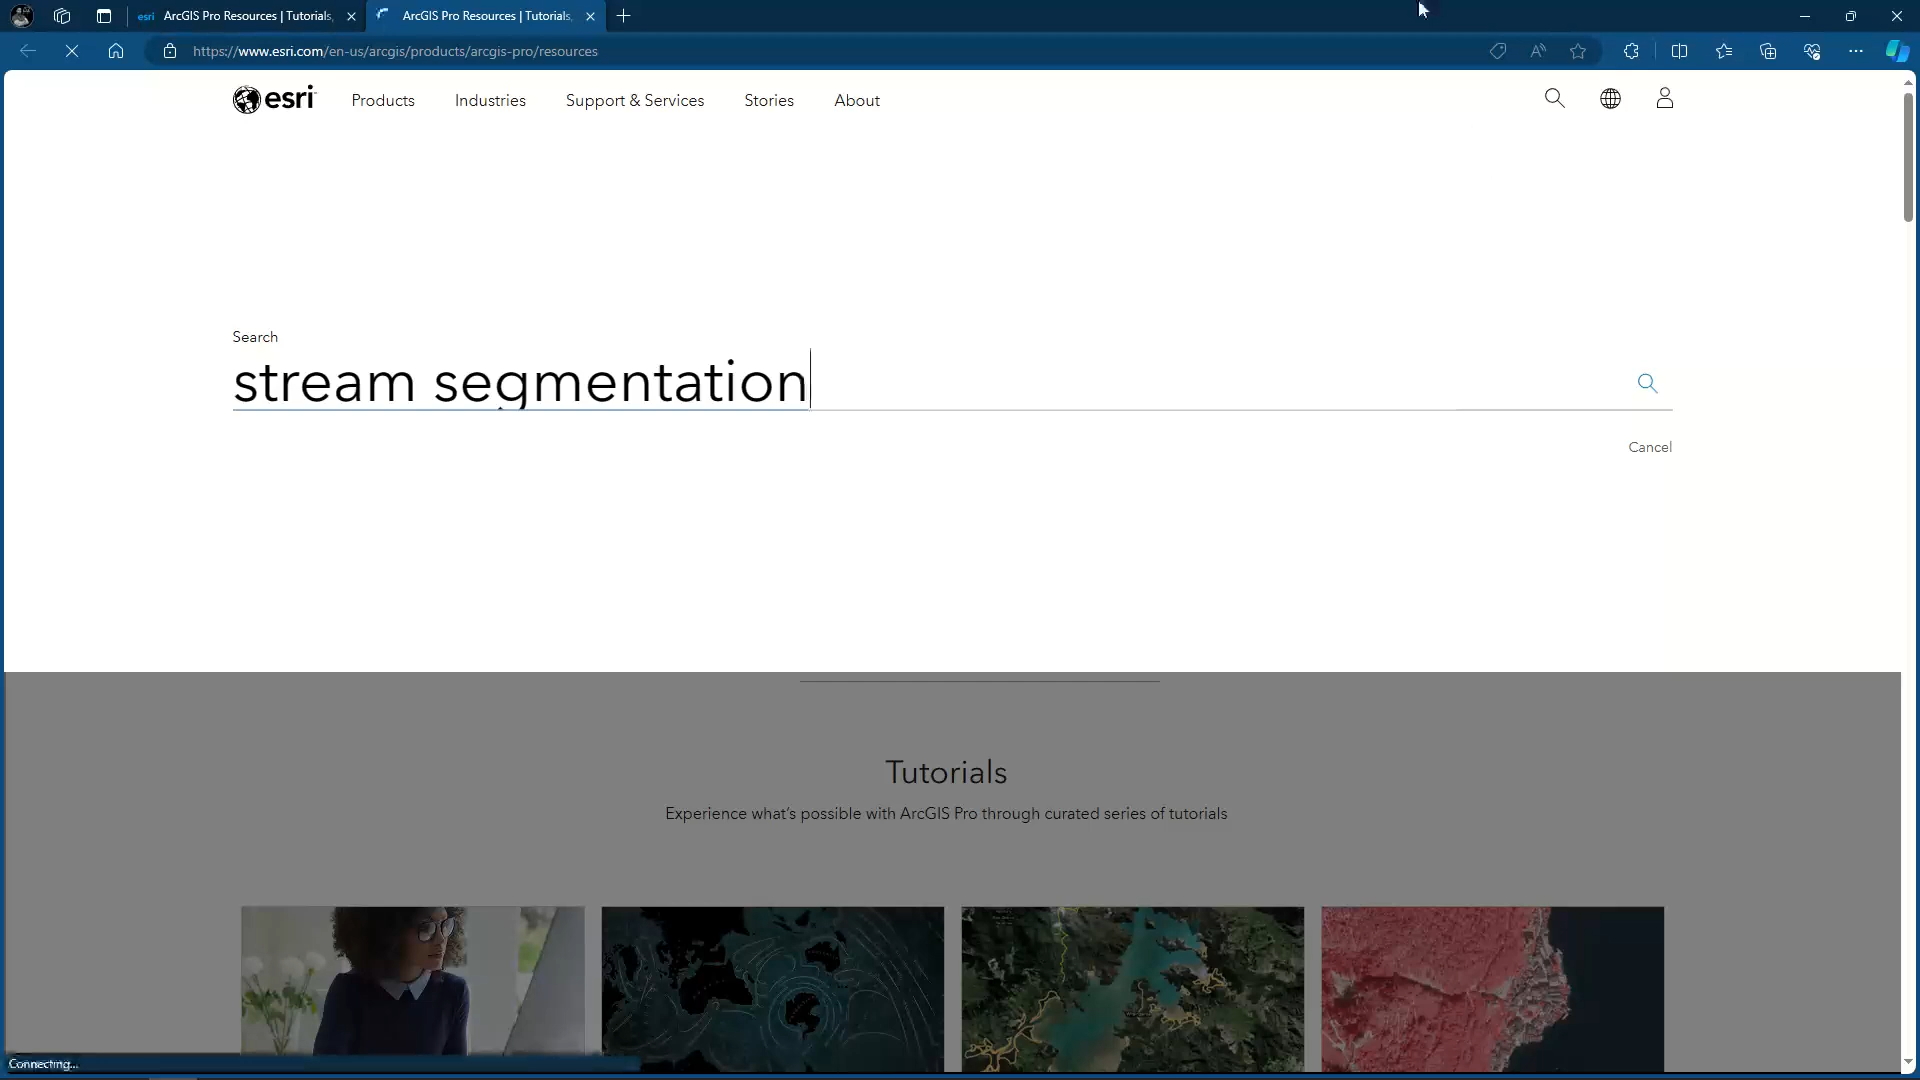 esri ArcGIS Pro Resources | Tutorials, ArcGIS Pro Resources | Tutorials,
https://www.esri.com/en-us/arcgis/products/arcgis-pro/resources
esri Products Industries Support & Services Stories About
Search
stream segmentation
Cancel
Tutorials
Experience what's possible with ArcGIS Pro through curated series of tutorials
Connecting...